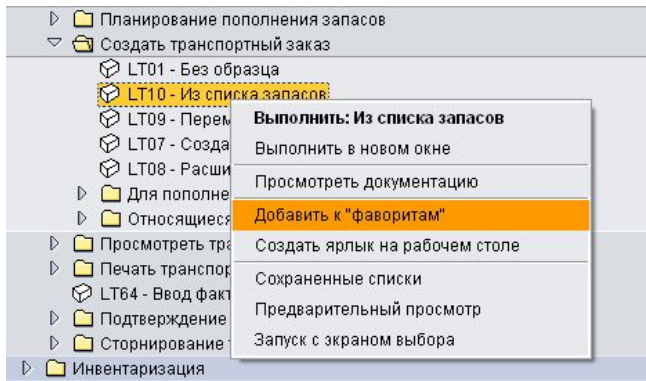 Планирование пополнения запасов
Создать транспортный заказ
LT01 - Без образца
LT10 - Из списка запасов
LT09 - Перем
LT07 - Созда
LT08 - Расши
Для пополне
Относящиеся
Просмотреть тра
Печать транспор
LT64 - Ввод факт
Подтверждение
Сторнирование
Инвентаризация
Выполнить: Из списка запасов
Выполнить в новом окне
Просмотреть документацию
Добавить к "фаворитам"
Создать ярлык на рабочем столе
Сохраненные списки
Предварительный просмотр
Запуск с экраном выбора